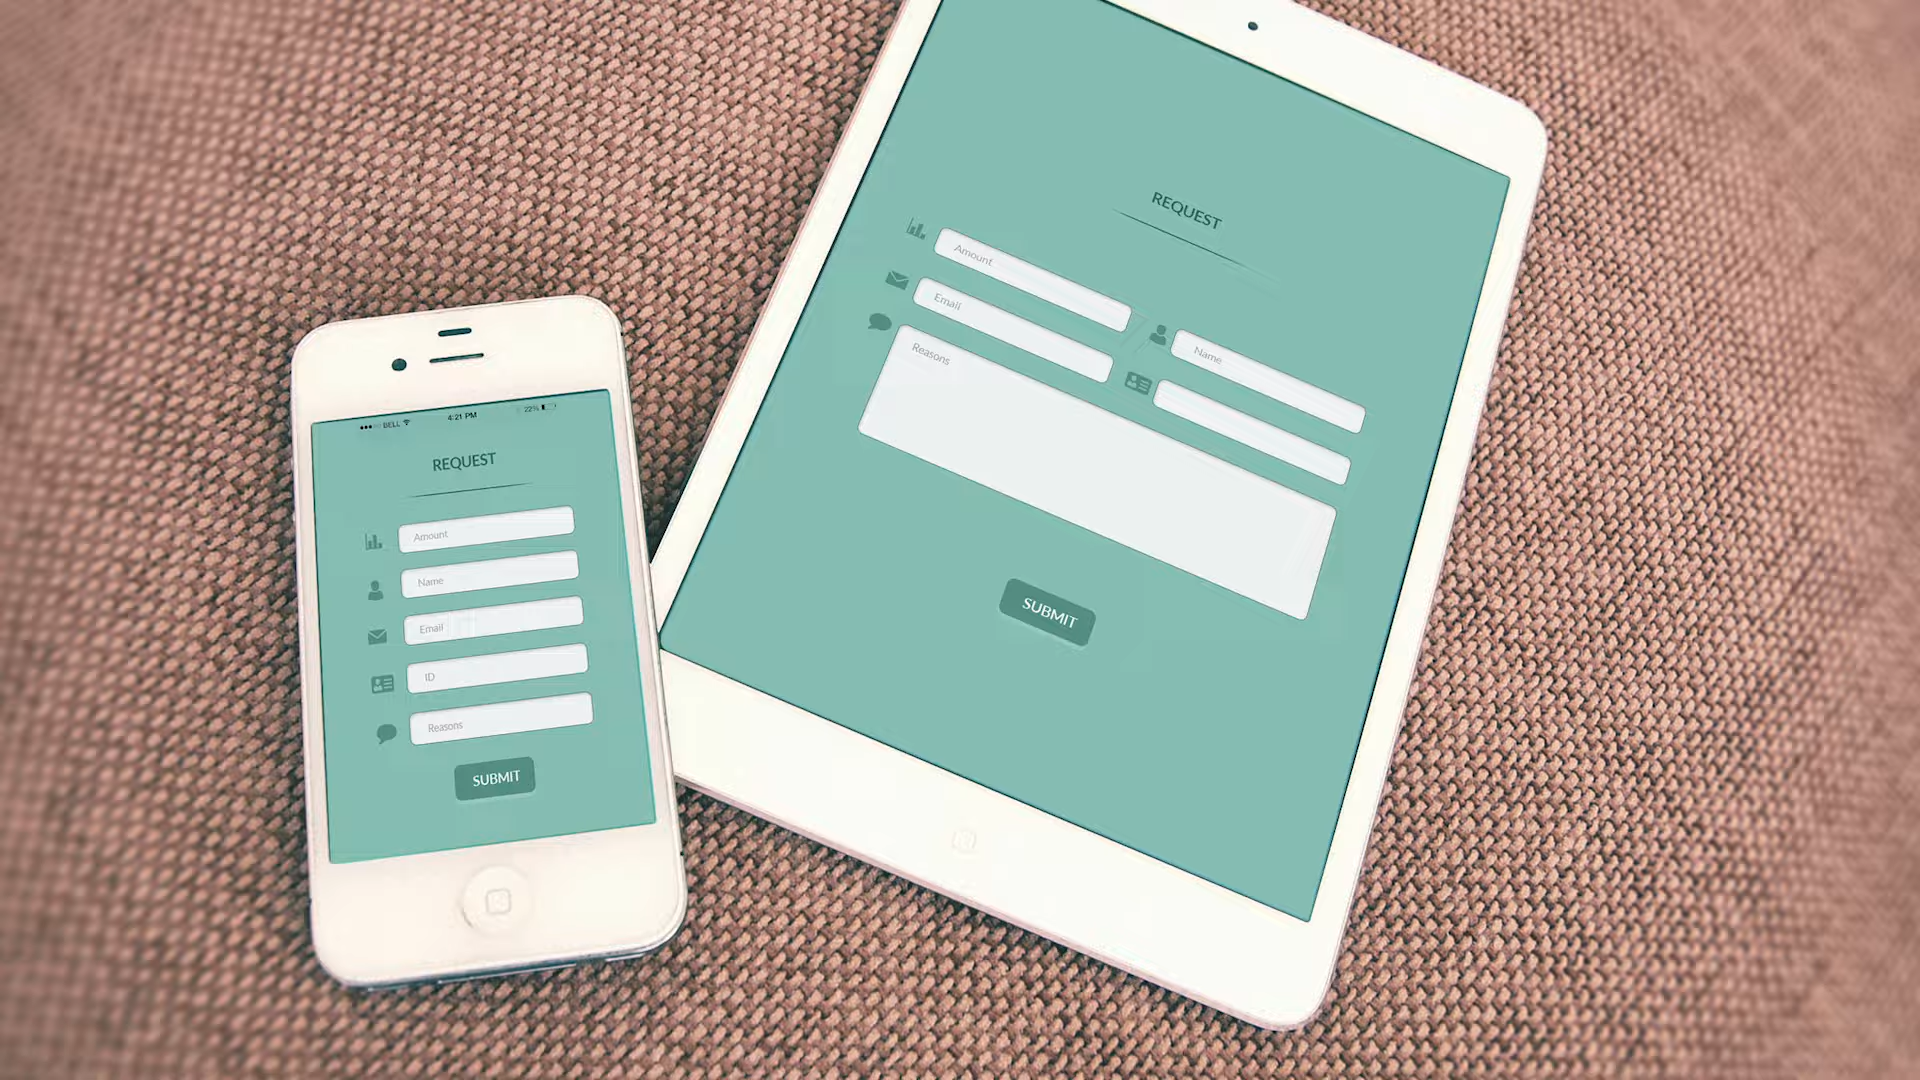 ●●●○○ BELL
4:21 PM
22%
REQUEST
Amount
Name
Email
ID
Reasons
SUBMIT
REQUEST
Amount
Email
Name
Reasons
SUBMIT